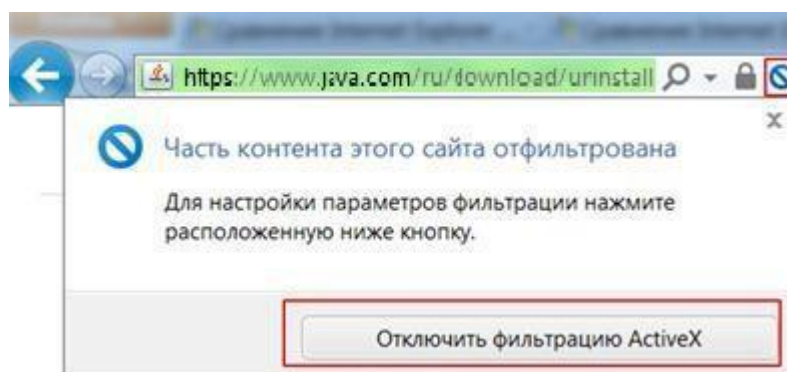 https://www.java.com/ru/download/uninstall
Часть контента этого сайта отфильтрована
Для настройки параметров фильтрации нажмите
расположенную ниже кнопку.
Отключить фильтрацию ActiveX